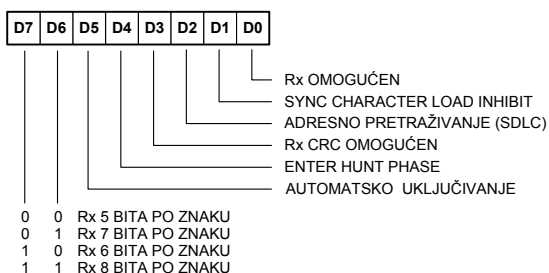 D7 D6 D5 D4 D3 D2 D1 D0
Rx OMOGUĆEN
SYNC CHARACTER LOAD INHIBIT
ADRESNO PRETRAŽIVANJE (SDLC)
Rx CRC OMOGUĆEN
ENTER HUNT PHASE
AUTOMATSKO UKLJUČIVANJE
0 0 Rx 5 BITA PO ZNAKU
0 1 Rx 7 BITA PO ZNAKU
1 0 Rx 6 BITA PO ZNAKU
1 1 Rx 8 BITA PO ZNAKU